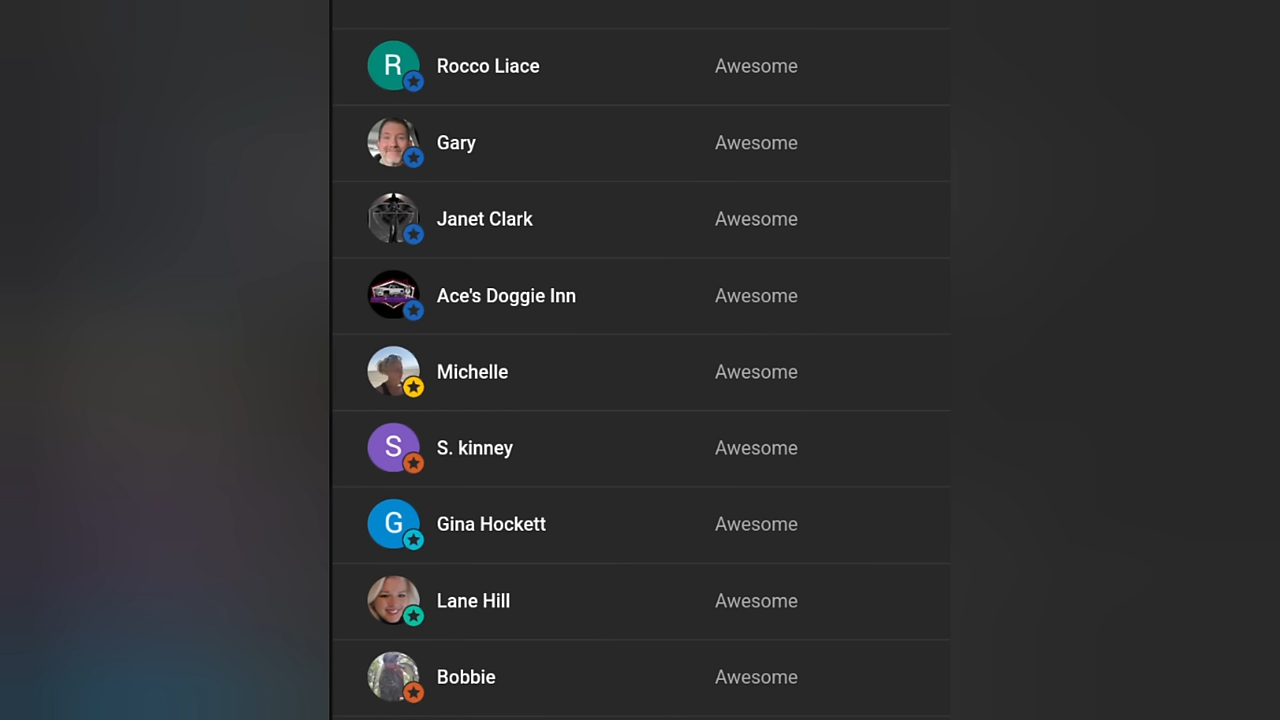 R Rocco Liace Awesome
Gary Awesome
Janet Clark Awesome
Ace's Doggie Inn Awesome
Michelle Awesome
S S. kinney Awesome
G Gina Hockett Awesome
Lane Hill Awesome
Bobbie Awesome